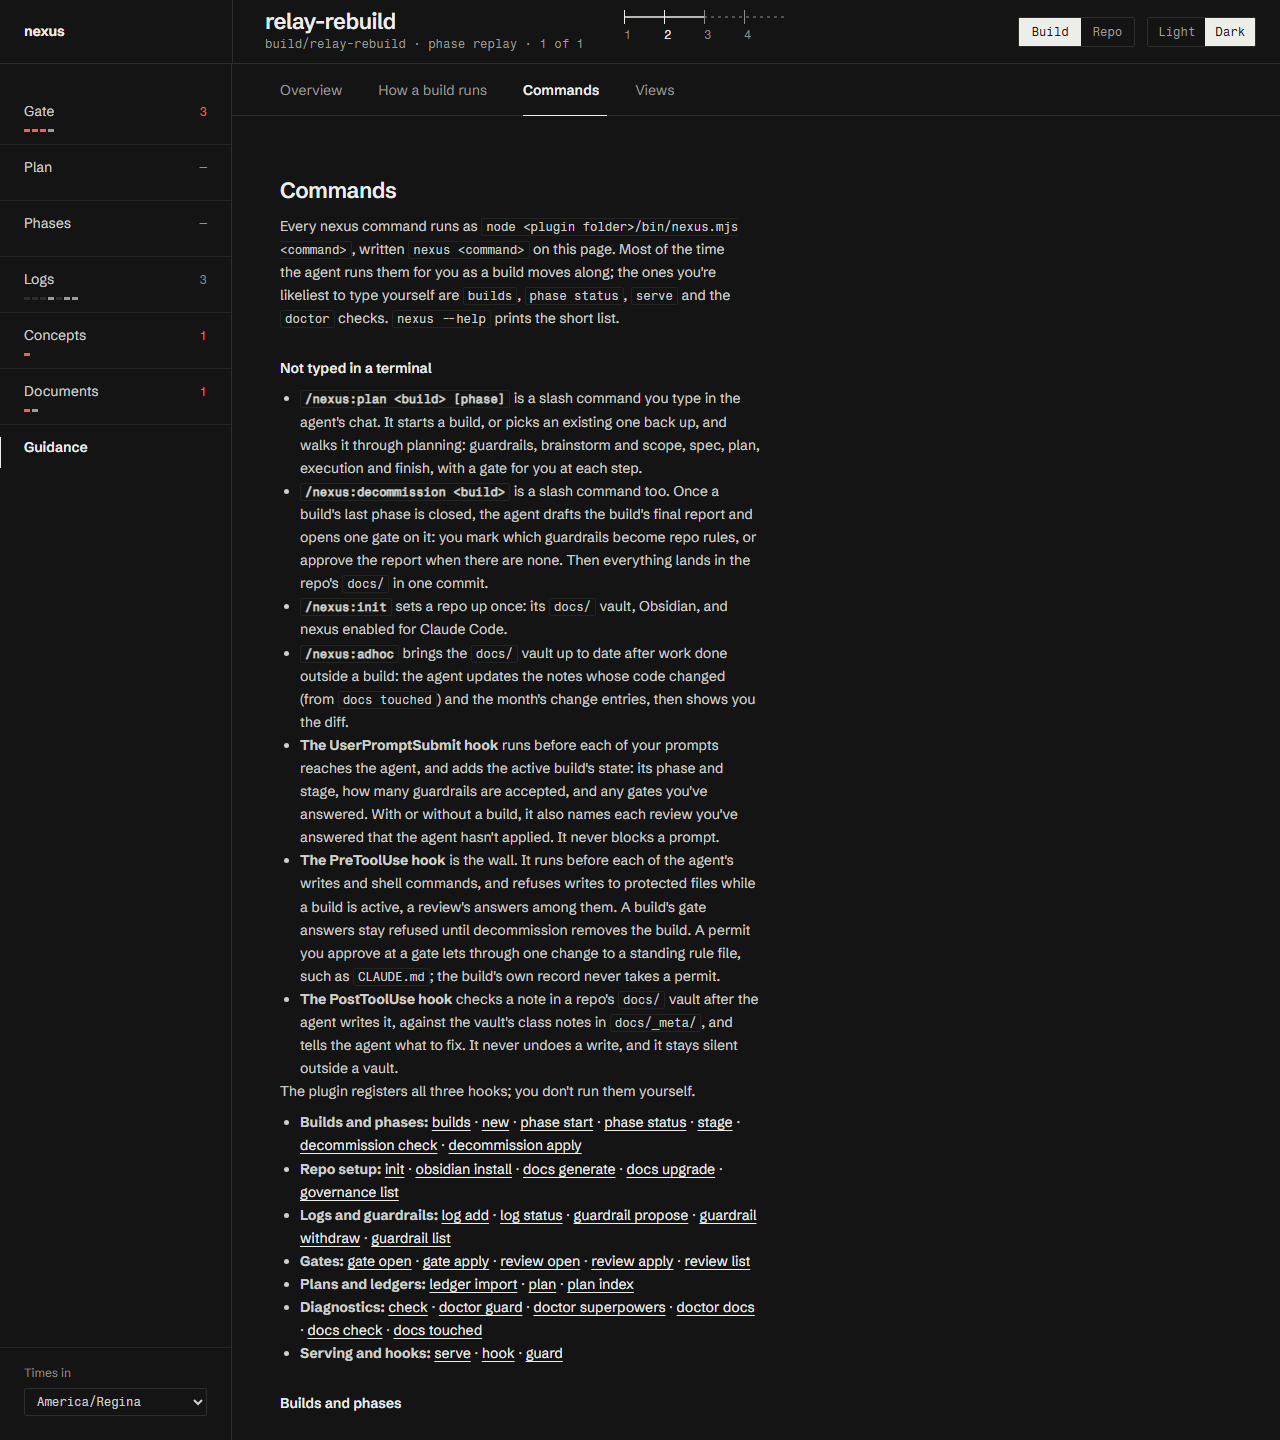 nexus
relay-rebuild
build/relay-rebuild · phase replay · 1 of 1
1 2 3 4
Build Repo
Light Dark
Gate 3
Plan —
Phases —
Logs 3
Concepts 1
Documents 1
Guidance
Times in
America/Regina
Overview How a build runs Commands Views
Commands
Every nexus command runs as node <plugin folder>/bin/nexus.mjs
<command>, written nexus <command> on this page. Most of the time
the agent runs them for you as a build moves along; the ones you're
likeliest to type yourself are builds, phase status, serve and the
doctor checks. nexus --help prints the short list.
Not typed in a terminal
• /nexus:plan <build> [phase] is a slash command you type in the
agent's chat. It starts a build, or picks an existing one back up, and
walks it through planning: guardrails, brainstorm and scope, spec, plan,
execution and finish, with a gate for you at each step.
• /nexus:decommission <build> is a slash command too. Once a
build's last phase is closed, the agent drafts the build's final report and
opens one gate on it: you mark which guardrails become repo rules, or
approve the report when there are none. Then everything lands in the
repo's docs/ in one commit.
• /nexus:init sets a repo up once: its docs/ vault, Obsidian, and
nexus enabled for Claude Code.
• /nexus:adhoc brings the docs/ vault up to date after work done
outside a build: the agent updates the notes whose code changed
(from docs touched) and the month's change entries, then shows you
the diff.
• The UserPromptSubmit hook runs before each of your prompts
reaches the agent, and adds the active build's state: its phase and
stage, how many guardrails are accepted, and any gates you've
answered. With or without a build, it also names each review you've
answered that the agent hasn't applied. It never blocks a prompt.
• The PreToolUse hook is the wall. It runs before each of the agent's
writes and shell commands, and refuses writes to protected files while
a build is active, a review's answers among them. A build's gate
answers stay refused until decommission removes the build. A permit
you approve at a gate lets through one change to a standing rule file,
such as CLAUDE.md; the build's own record never takes a permit.
• The PostToolUse hook checks a note in a repo's docs/ vault after the
agent writes it, against the vault's class notes in docs/_meta/, and
tells the agent what to fix. It never undoes a write, and it stays silent
outside a vault.
The plugin registers all three hooks; you don't run them yourself.
• Builds and phases: builds · new · phase start · phase status · stage ·
decommission check · decommission apply
• Repo setup: init · obsidian install · docs generate · docs upgrade ·
governance list
• Logs and guardrails: log add · log status · guardrail propose · guardrail
withdraw · guardrail list
• Gates: gate open · gate apply · review open · review apply · review list
• Plans and ledgers: ledger import · plan · plan index
• Diagnostics: check · doctor guard · doctor superpowers · doctor docs
· docs check · docs touched
• Serving and hooks: serve · hook · guard
Builds and phases